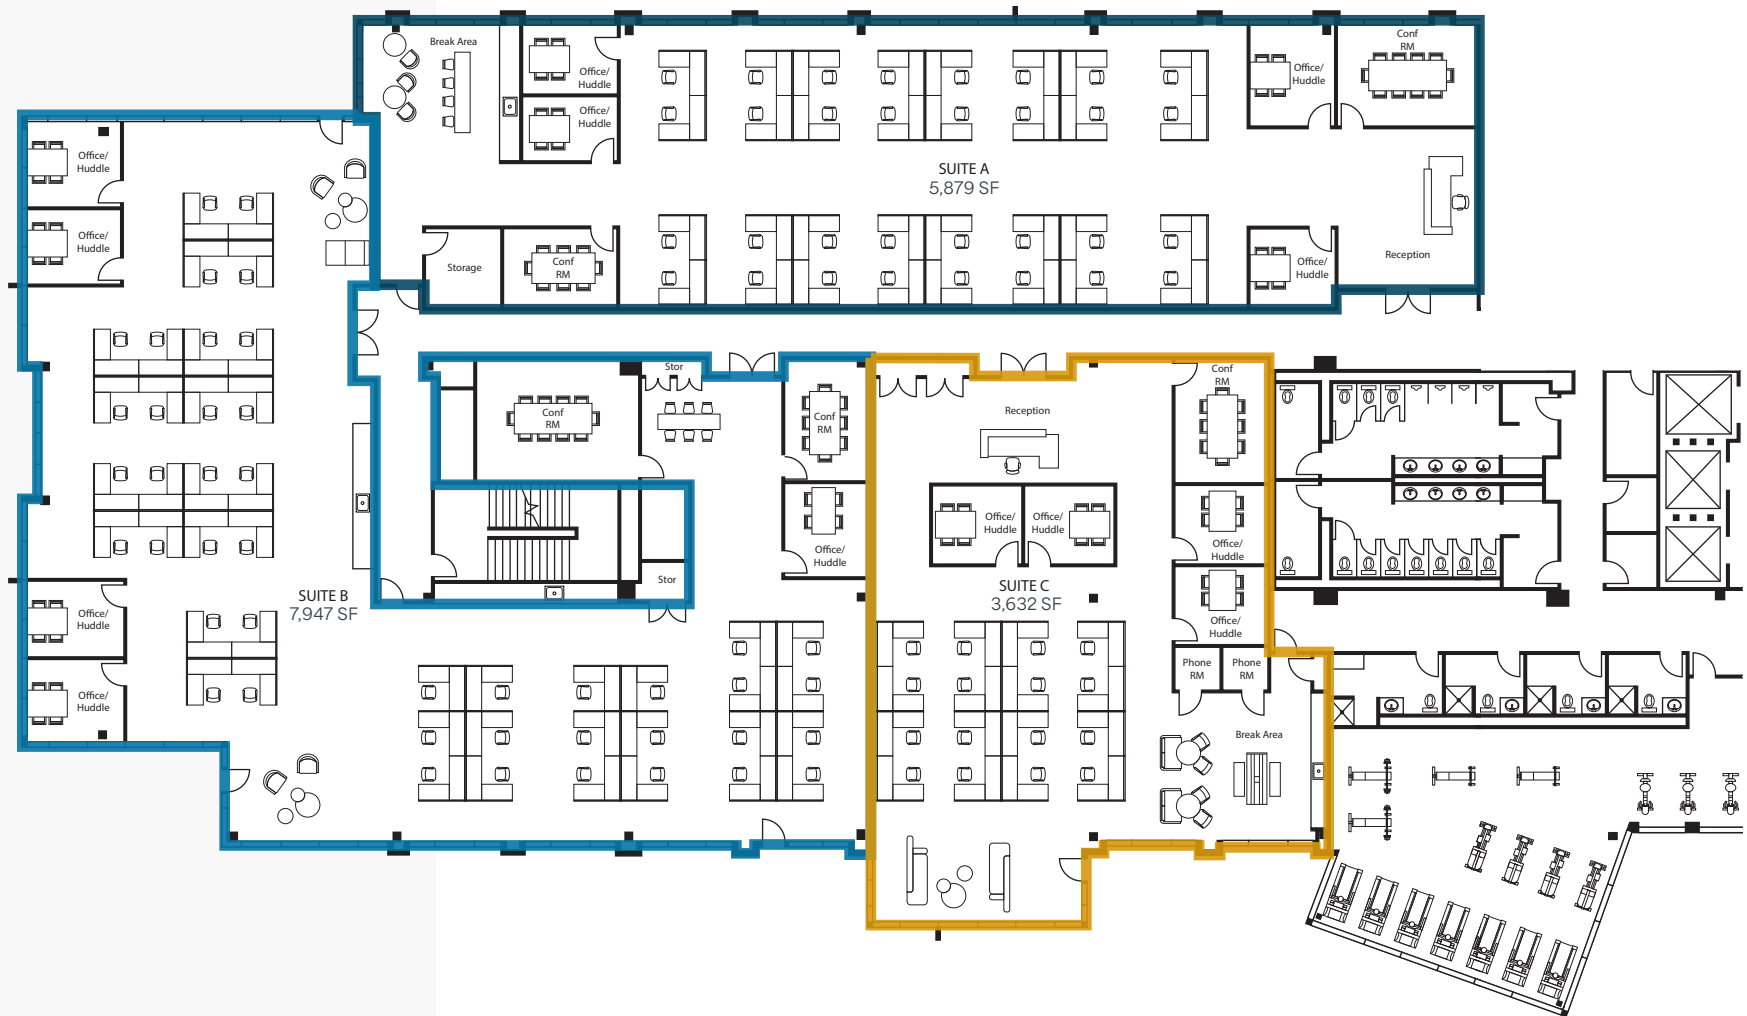 Break Area
Office/
Huddle
Office/
Huddle
Office/
Huddle
Conf
RM
SUITE A
5,879 SF
Storage
Conf
RM
Office/
Huddle
Reception
Office/
Huddle
Office/
Huddle
Stor
Conf
RM
Conf
RM
Office/
Huddle
Stor
SUITE B
7,947 SF
Office/
Huddle
Office/
Huddle
Reception
Conf
RM
Office/
Huddle
Office/
Huddle
Office/
Huddle
SUITE C
3,632 SF
Office/
Huddle
Phone
RM
Phone
RM
Break Area